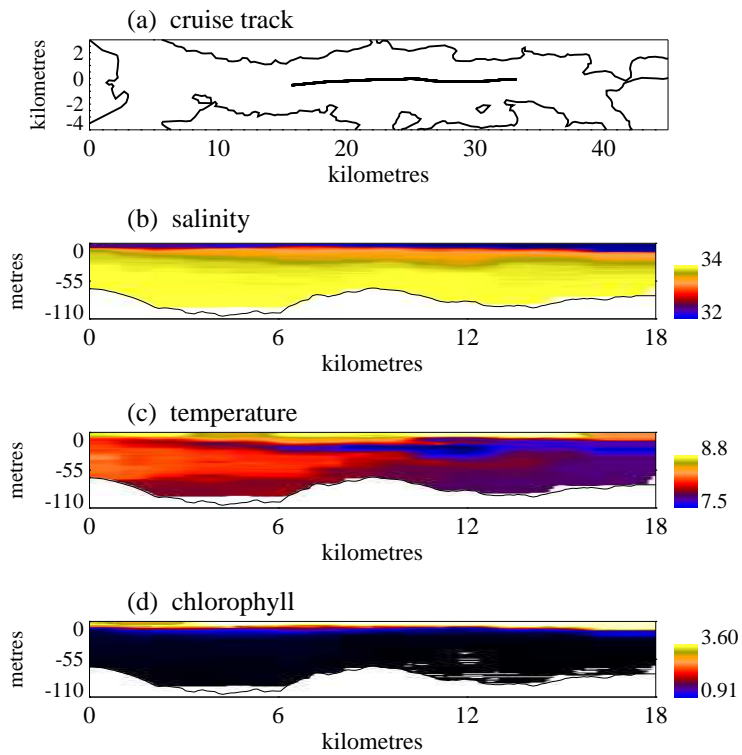 (a) cruise track
kilometres
2
0
-2
-4
0 10 20 30 40
kilometres
(b) salinity
metres
0
-55
-110
34
32
0 6 12 18
kilometres
(c) temperature
metres
0
-55
-110
8.8
7.5
0 6 12 18
kilometres
(d) chlorophyll
metres
0
-55
-110
3.60
0.91
0 6 12 18
kilometres